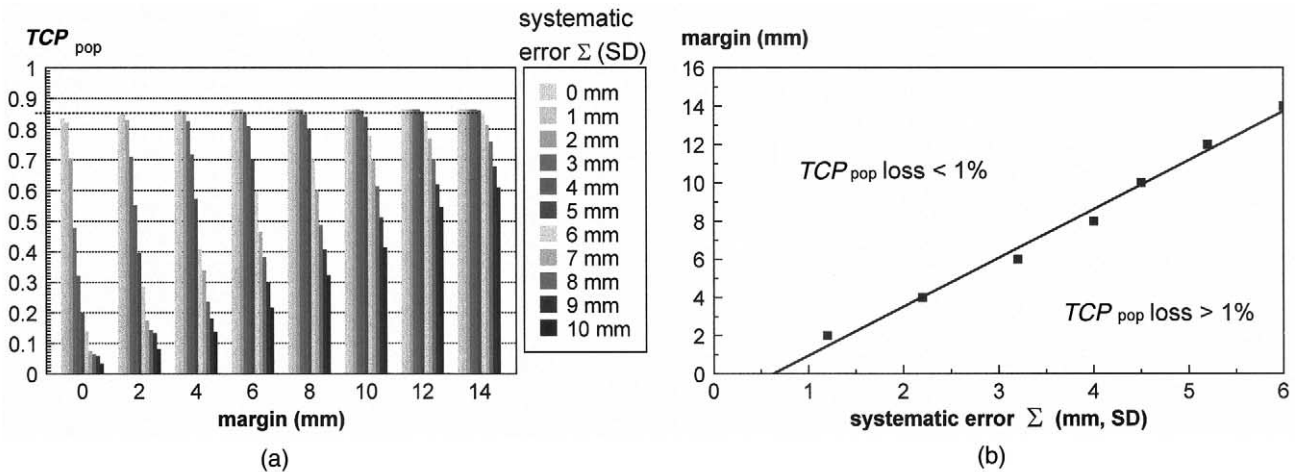 TCP pop
systematic
error Σ (SD)
1
0.9
0.8
0.7
0.6
0.5
0.4
0.3
0.2
0.1
0
0 mm
1 mm
2 mm
3 mm
4 mm
5 mm
6 mm
7 mm
8 mm
9 mm
10 mm
0 2 4 6 8 10 12 14
margin (mm)
(a)
margin (mm)
16
14
12
10
8
6
4
2
0
TCP pop loss < 1%
TCP pop loss > 1%
0 1 2 3 4 5 6
systematic error Σ (mm, SD)
(b)